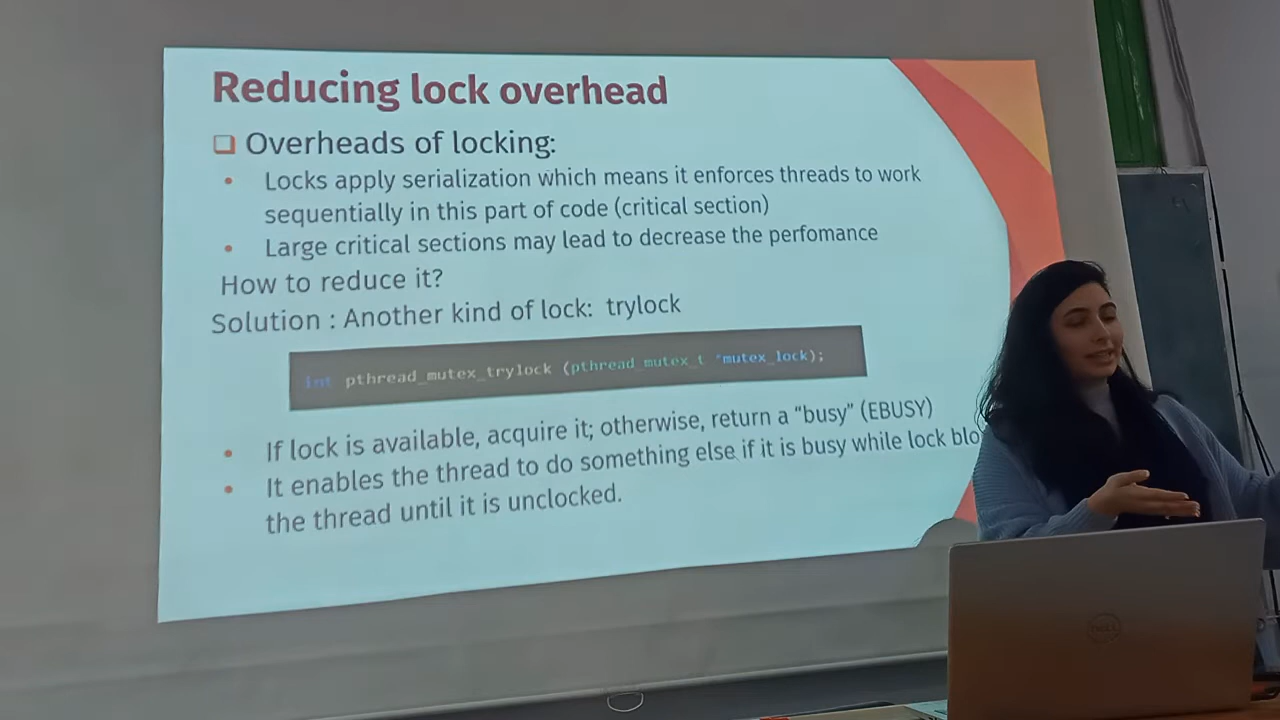 Reducing lock overhead
Overheads of locking:
Locks apply serialization which means it enforces threads to work
sequentially in this part of code (critical section)
Large critical sections may lead to decrease the perfomance
How to reduce it?
Solution : Another kind of lock: trylock
int pthread_mutex_trylock (pthread_mutex_t *mutex_lock);
If lock is available, acquire it; otherwise, return a “busy” (EBUSY)
It enables the thread to do something else if it is busy while lock blo
the thread until it is unclocked.
DELL